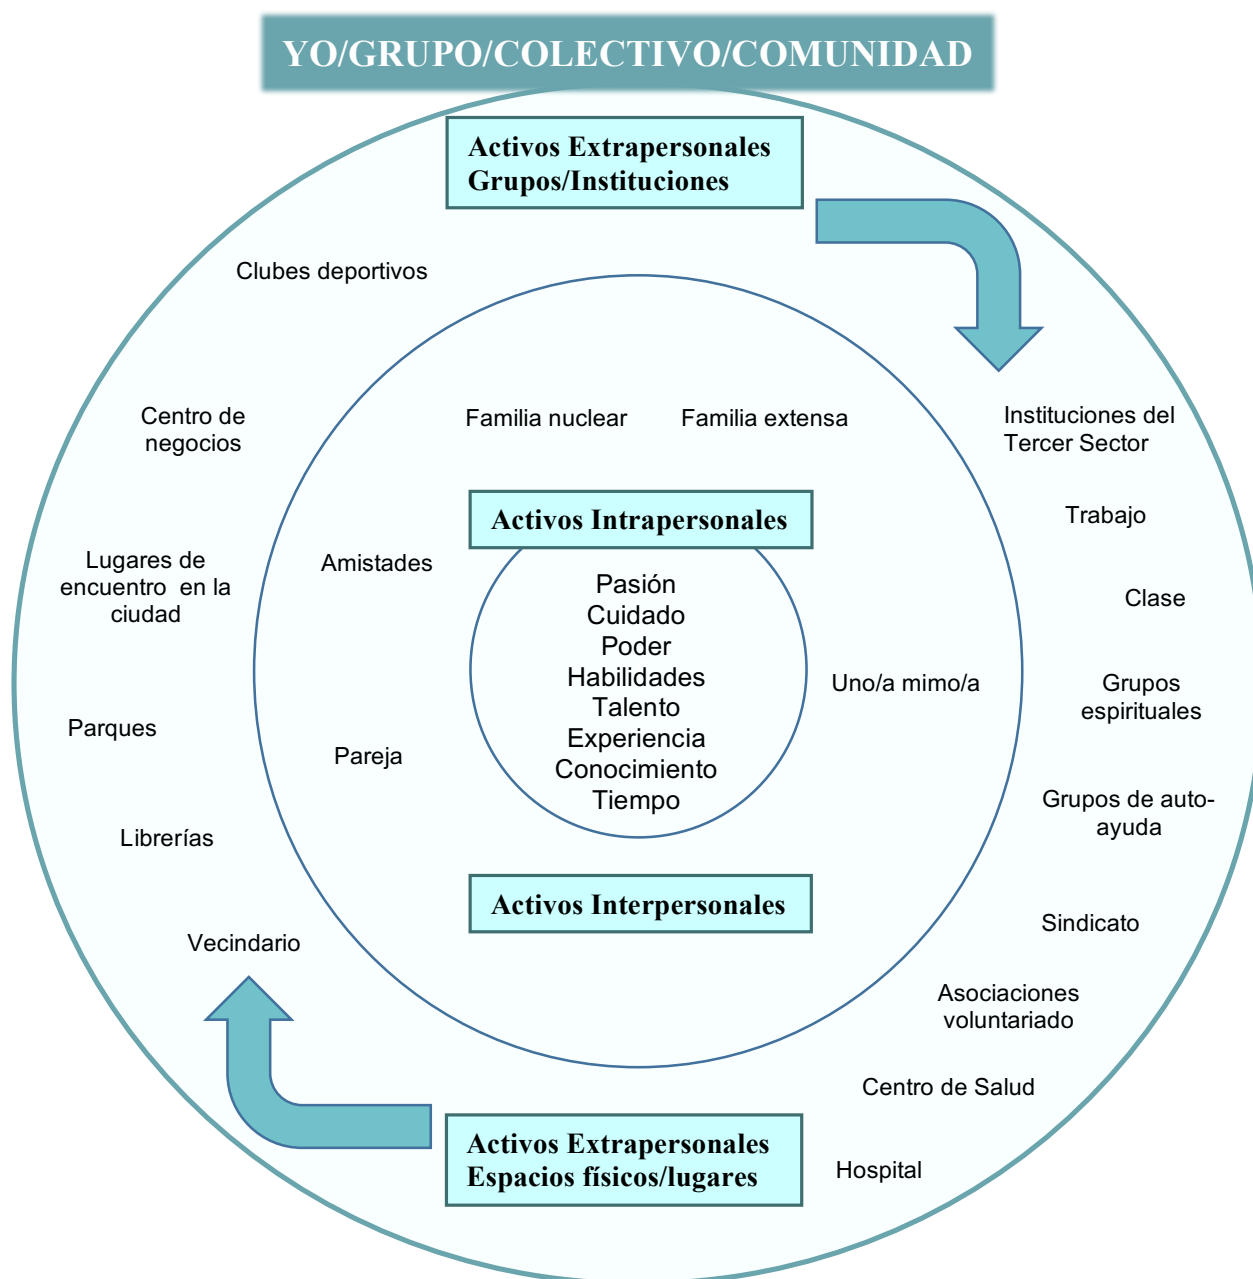 YO/GRUPO/COLECTIVO/COMUNIDAD
Activos Extrapersonales
Grupos/Instituciones
Clubes deportivos
Centro de
negocios
Familia nuclear
Familia extensa
Instituciones del
Tercer Sector
Activos Intrapersonales
Trabajo
Lugares de
encuentro en la
ciudad
Amistades
Pasión
Cuidado
Poder
Habilidades
Talento
Experiencia
Conocimiento
Tiempo
Clase
Uno/a mimo/a
Grupos
espirituales
Parques
Pareja
Grupos de auto-
ayuda
Librerías
Activos Interpersonales
Sindicato
Vecindario
Asociaciones
voluntariado
Centro de Salud
Activos Extrapersonales
Espacios físicos/lugares
Hospital